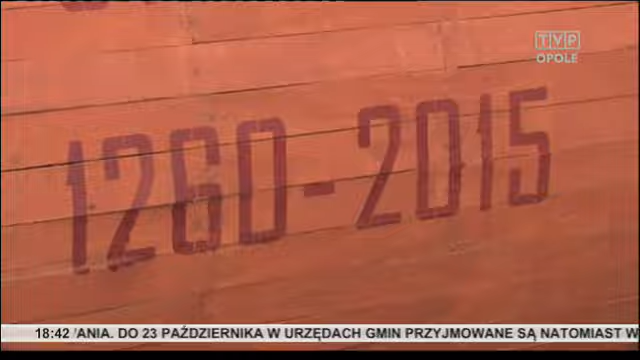 TVP
OPOLE
1260-2015
18:42 'ANIA. DO 23 PAŹDZIERNIKA W URZĘDACH GMIN PRZYJMOWANE SĄ NATOMIAST W